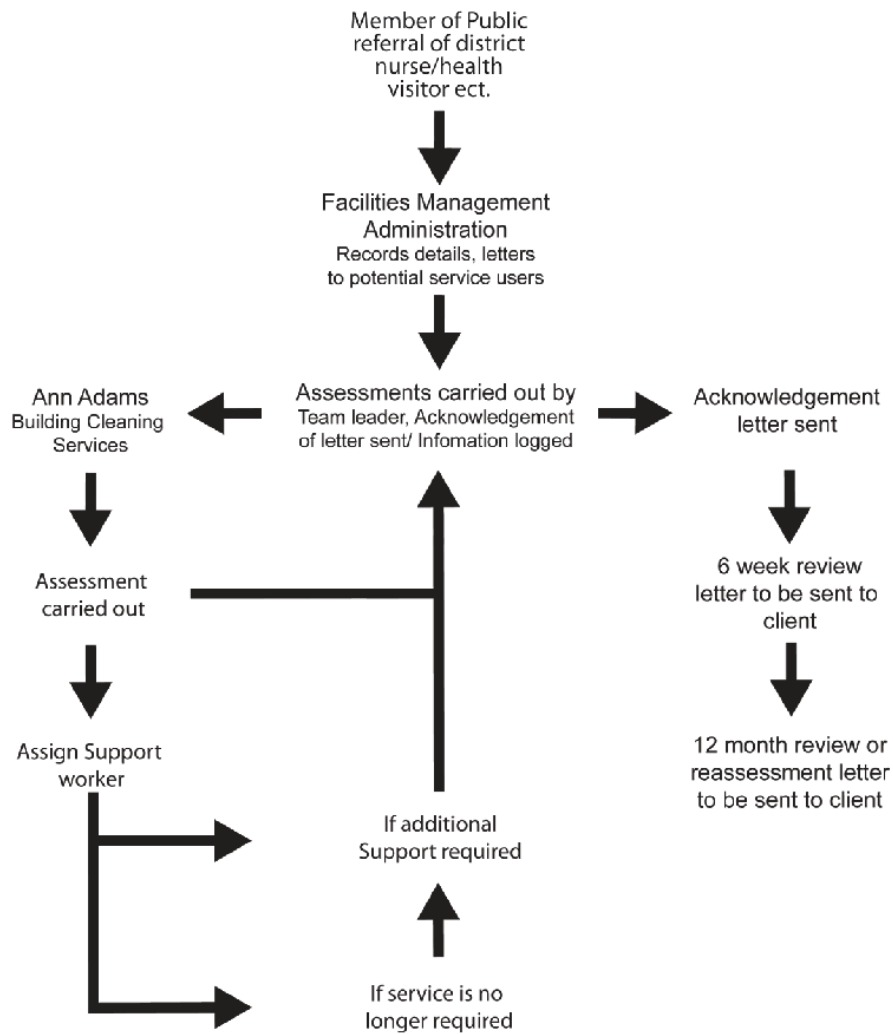 Member of Public
referral of district
nurse/health
visitor ect.
Facilities Management
Administration
Records details, letters
to potential service users
Ann Adams
Building Cleaning
Services
Assessments carried out by
Team leader, Acknowledgement
of letter sent/ Infomation logged
Acknowledgement
letter sent
Assessment
carried out
6 week review
letter to be sent to
client
Assign Support
worker
12 month review or
reassessment letter
to be sent to client
If additional
Support required
If service is no
longer required